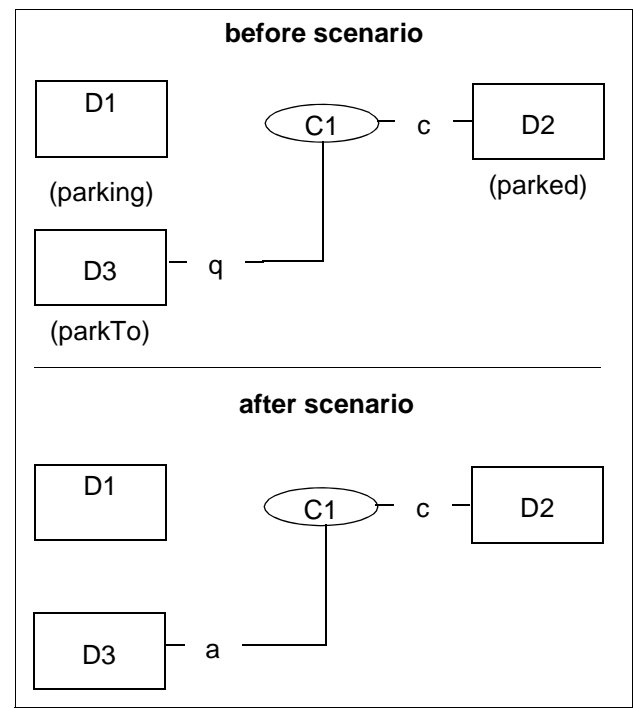 before scenario
D1
C1 c D2
(parking)
(parked)
D3 q
(parkTo)
after scenario
D1
C1 c D2
D3 a